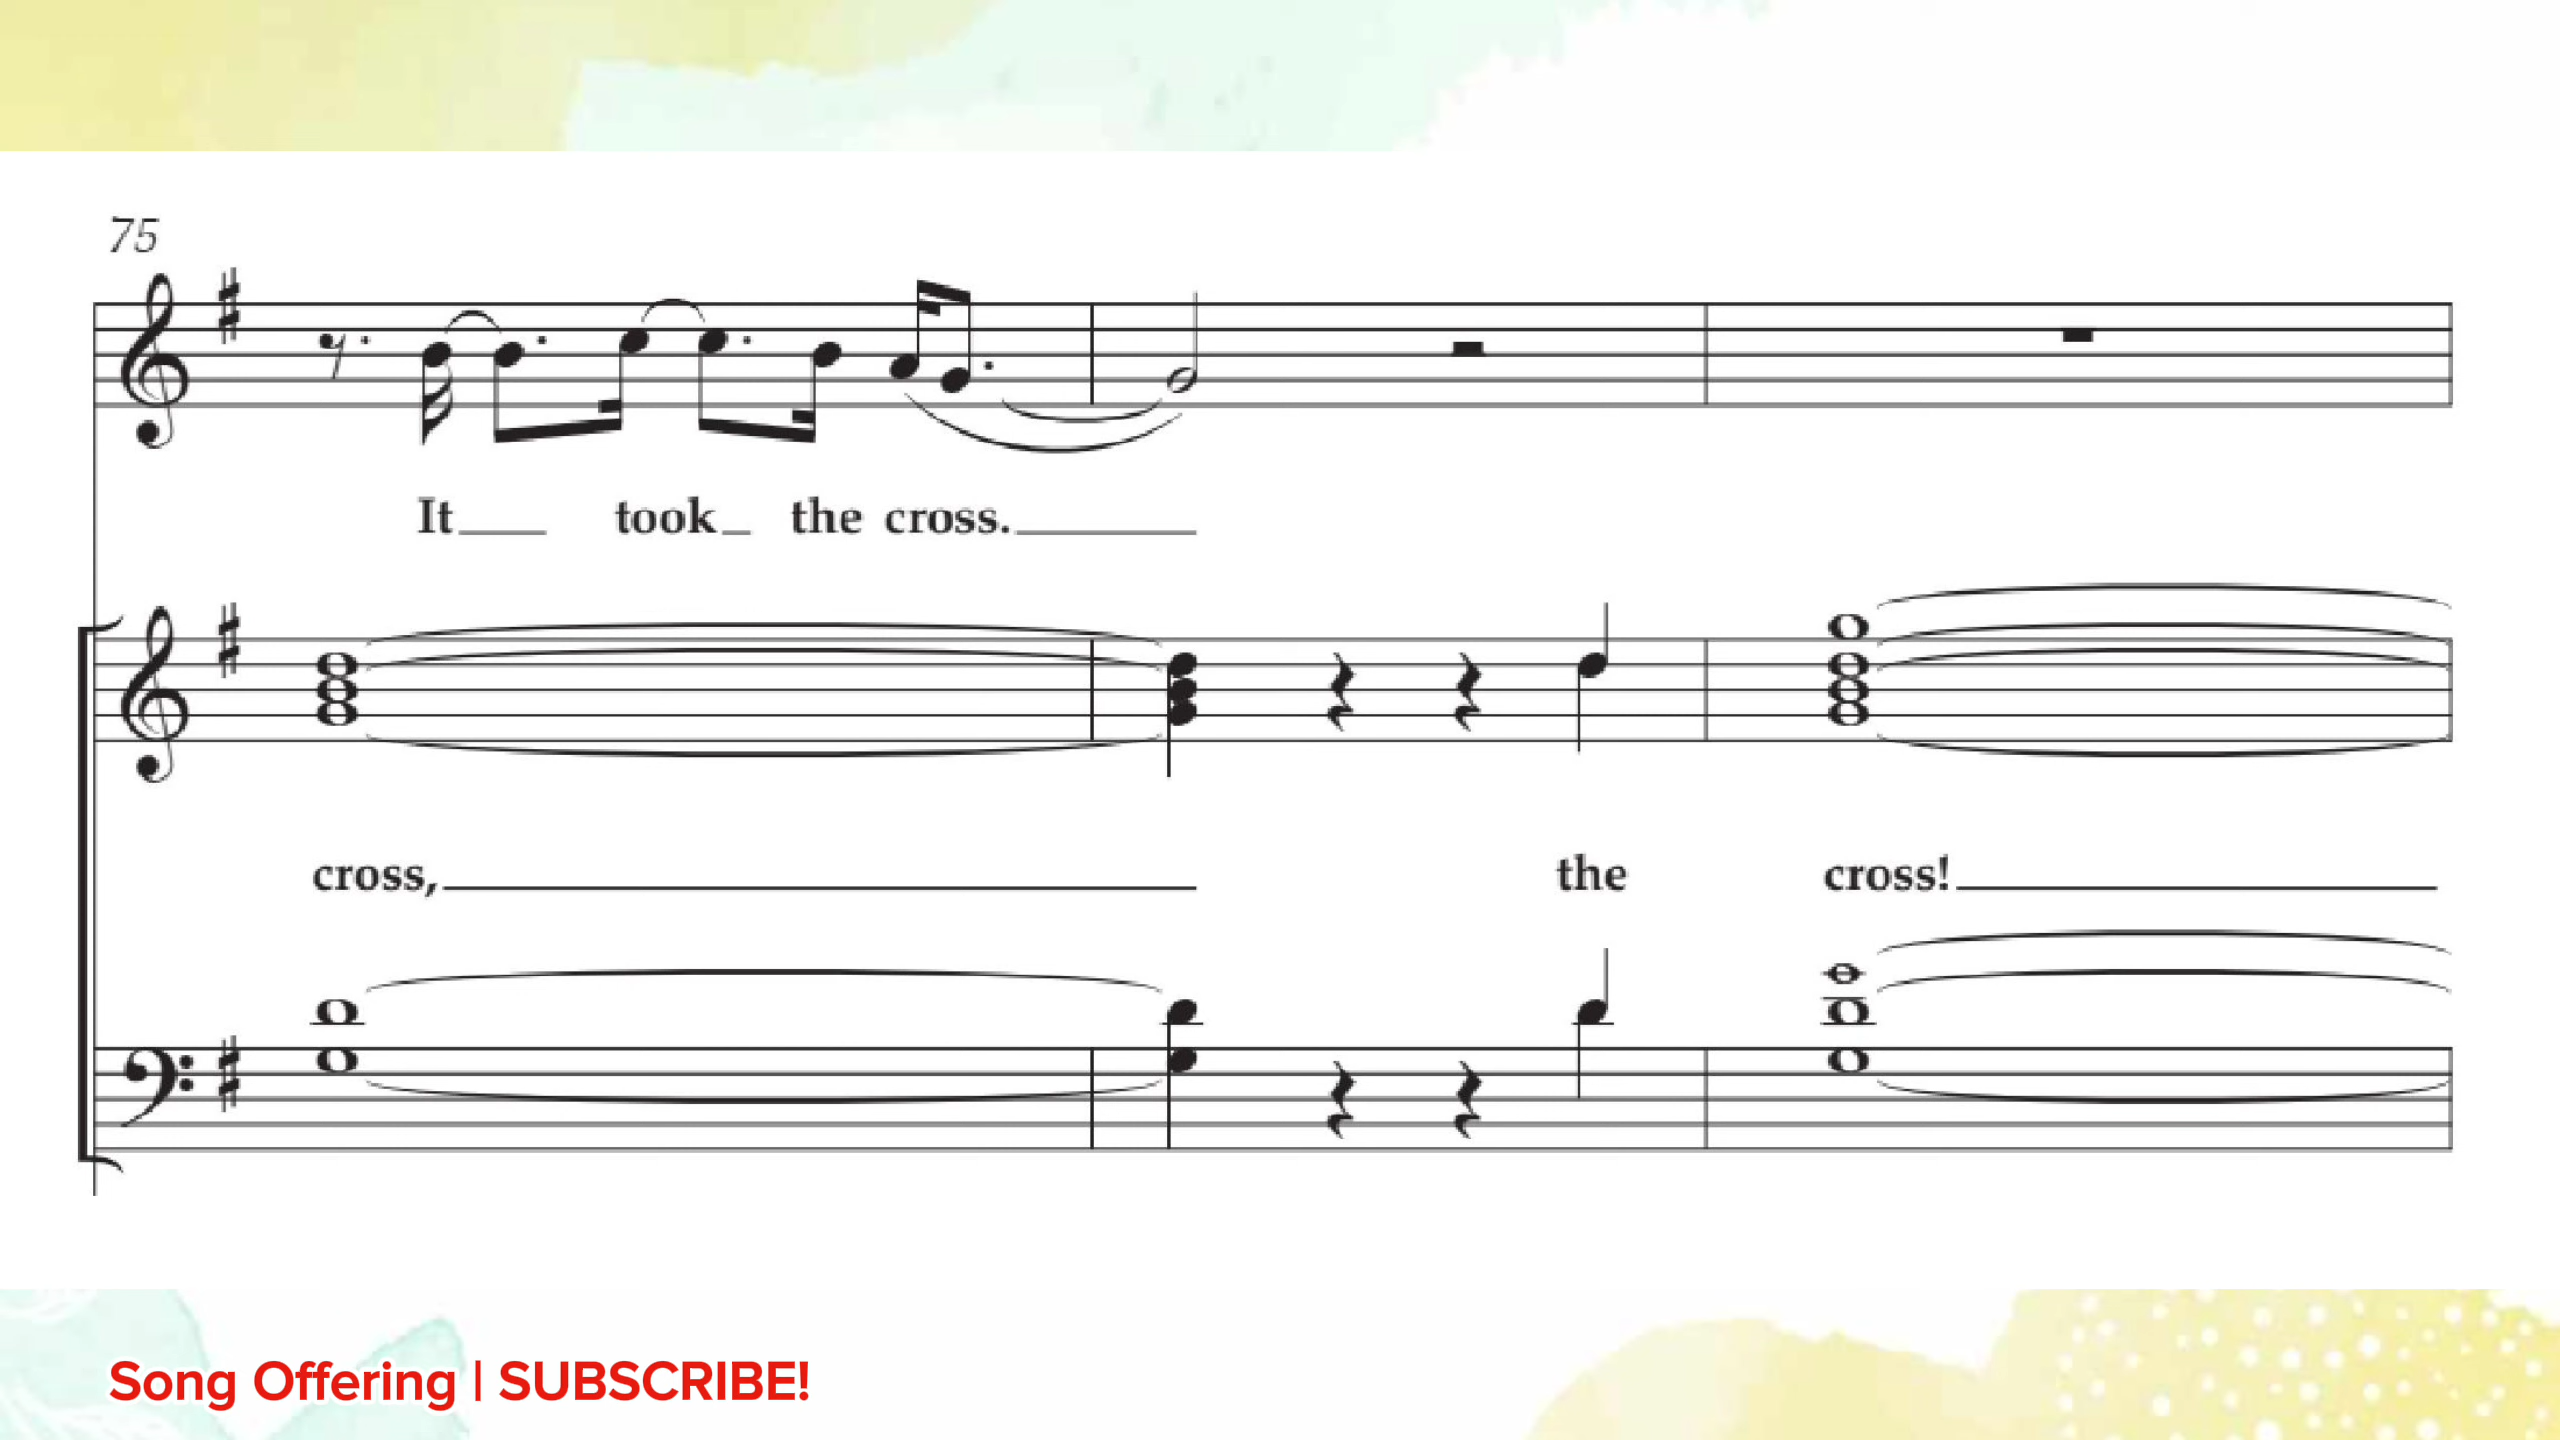 75
It took the cross.
cross, the cross!
Song Offering | SUBSCRIBE!